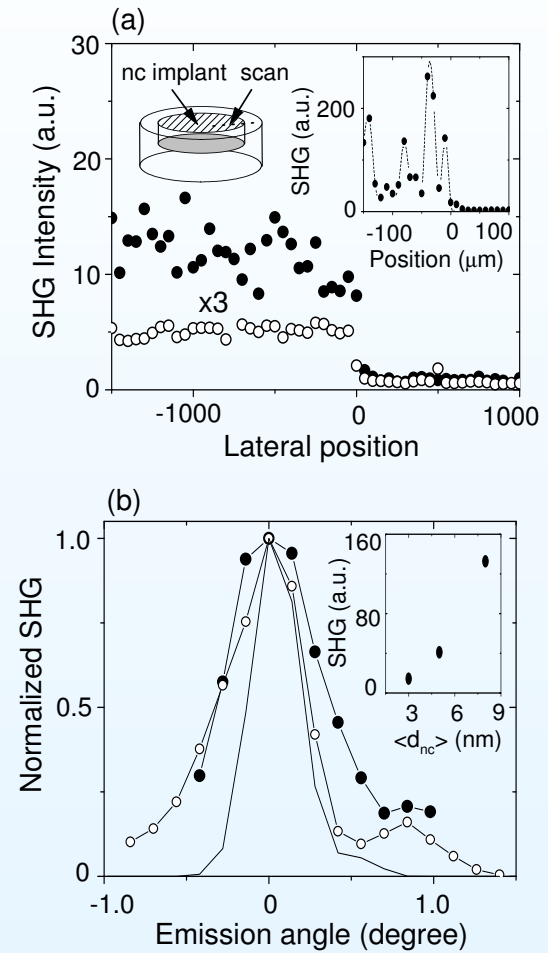 (a)
30
20
10
0
SHG Intensity (a.u.)
nc implant scan
x3
-1000 0 1000
Lateral position
200
0
SHG (a.u.)
-100 0 100
Position (μm)
(b)
1.0
0.5
0
Normalized SHG
-1.0 0 1.0
Emission angle (degree)
160
80
0
SHG (a.u.)
3 6 9
<d_nc> (nm)